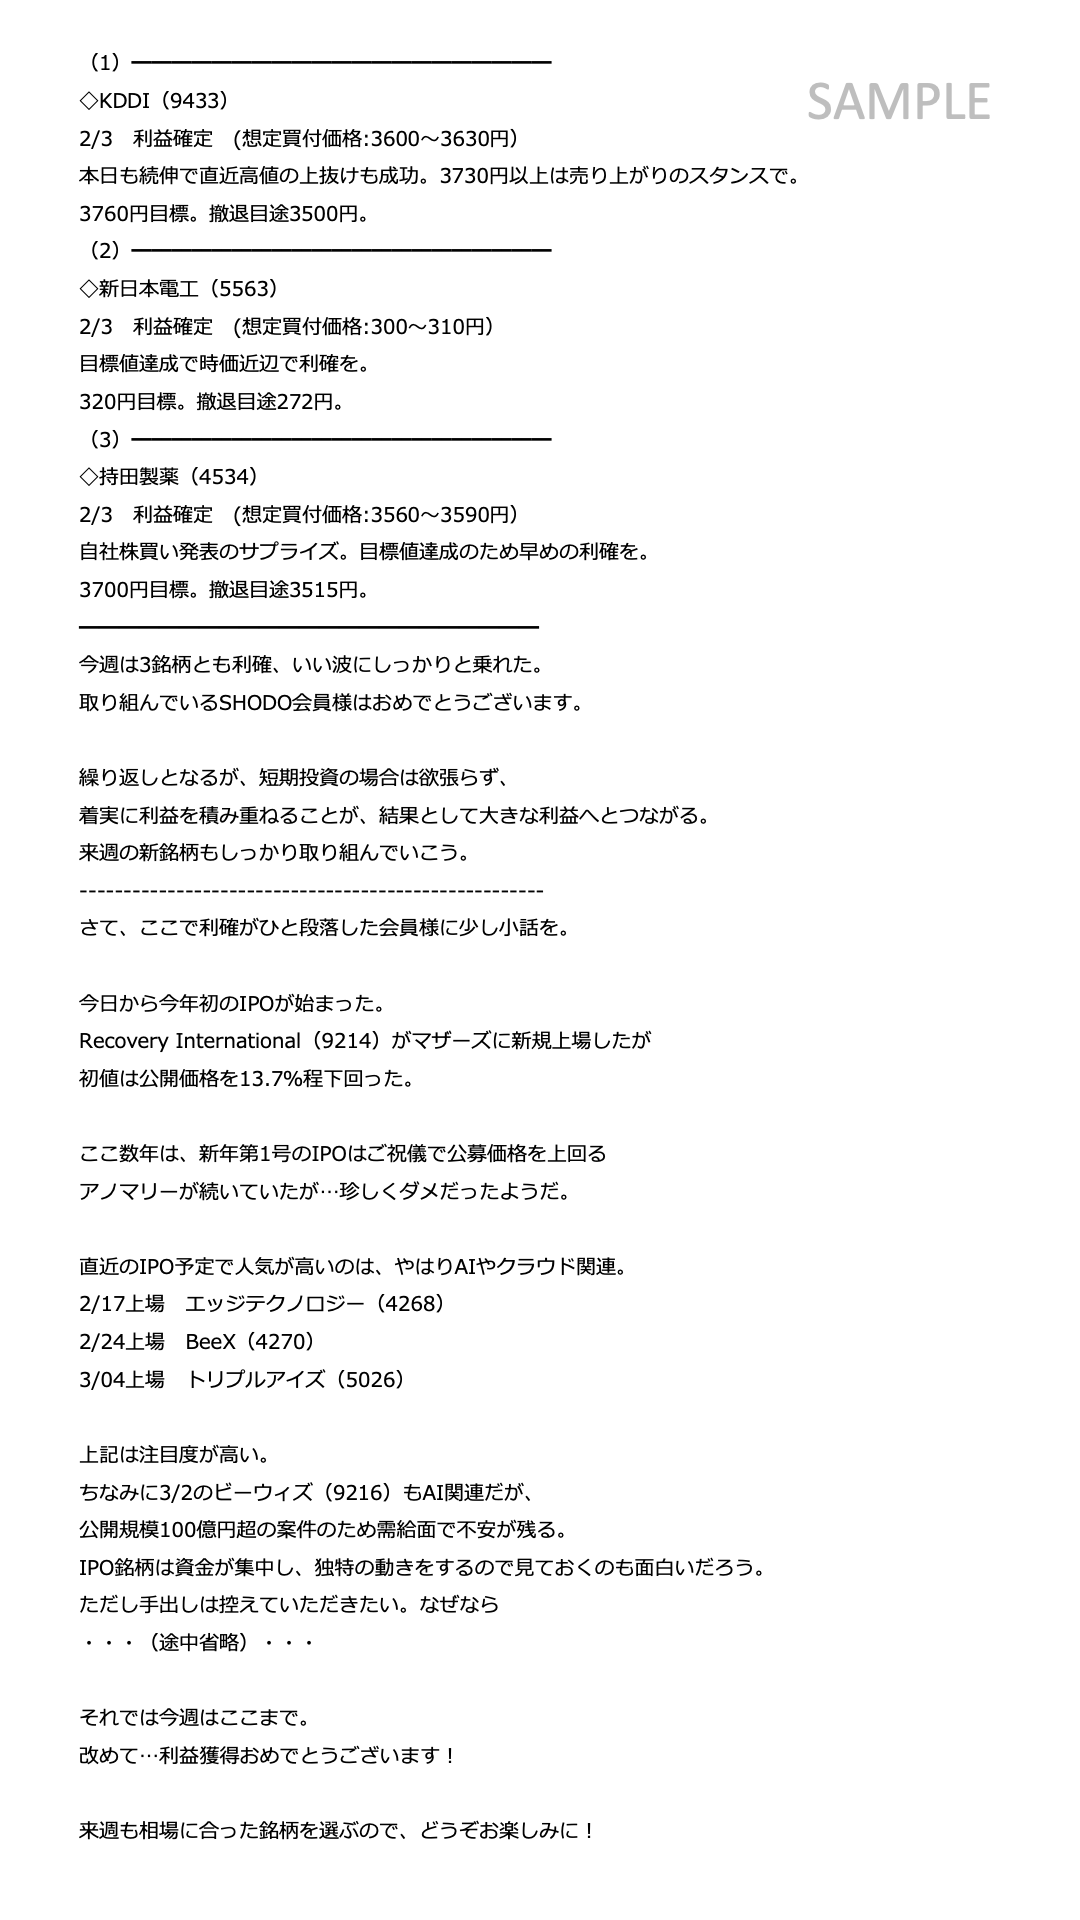 （1）━━━━━━━━━━━━━━━━━━━━━
SAMPLE
◇KDDI（9433）
2/3　利益確定　(想定買付価格:3600～3630円）
本日も続伸で直近高値の上抜けも成功。3730円以上は売り上がりのスタンスで。
3760円目標。撤退目途3500円。
（2）━━━━━━━━━━━━━━━━━━━━━
◇新日本電工（5563）
2/3　利益確定　(想定買付価格:300～310円）
目標値達成で時価近辺で利確を。
320円目標。撤退目途272円。
（3）━━━━━━━━━━━━━━━━━━━━━
◇持田製薬（4534）
2/3　利益確定　(想定買付価格:3560～3590円）
自社株買い発表のサプライズ。目標値達成のため早めの利確を。
3700円目標。撤退目途3515円。
━━━━━━━━━━━━━━━━━━━━━━━
今週は3銘柄とも利確、いい波にしっかりと乗れた。
取り組んでいるSHODO会員様はおめでとうございます。
繰り返しとなるが、短期投資の場合は欲張らず、
着実に利益を積み重ねることが、結果として大きな利益へとつながる。
来週の新銘柄もしっかり取り組んでいこう。
----------------------------------------------------
さて、ここで利確がひと段落した会員様に少し小話を。
今日から今年初のIPOが始まった。
Recovery International（9214）がマザーズに新規上場したが
初値は公開価格を13.7%程下回った。
ここ数年は、新年第1号のIPOはご祝儀で公募価格を上回る
アノマリーが続いていたが…珍しくダメだったようだ。
直近のIPO予定で人気が高いのは、やはりAIやクラウド関連。
2/17上場　エッジテクノロジー（4268）
2/24上場　BeeX（4270）
3/04上場　トリプルアイズ（5026）
上記は注目度が高い。
ちなみに3/2のビーウィズ（9216）もAI関連だが、
公開規模100億円超の案件のため需給面で不安が残る。
IPO銘柄は資金が集中し、独特の動きをするので見ておくのも面白いだろう。
ただし手出しは控えていただきたい。なぜなら
・・・（途中省略）・・・
それでは今週はここまで。
改めて…利益獲得おめでとうございます！
来週も相場に合った銘柄を選ぶので、どうぞお楽しみに！